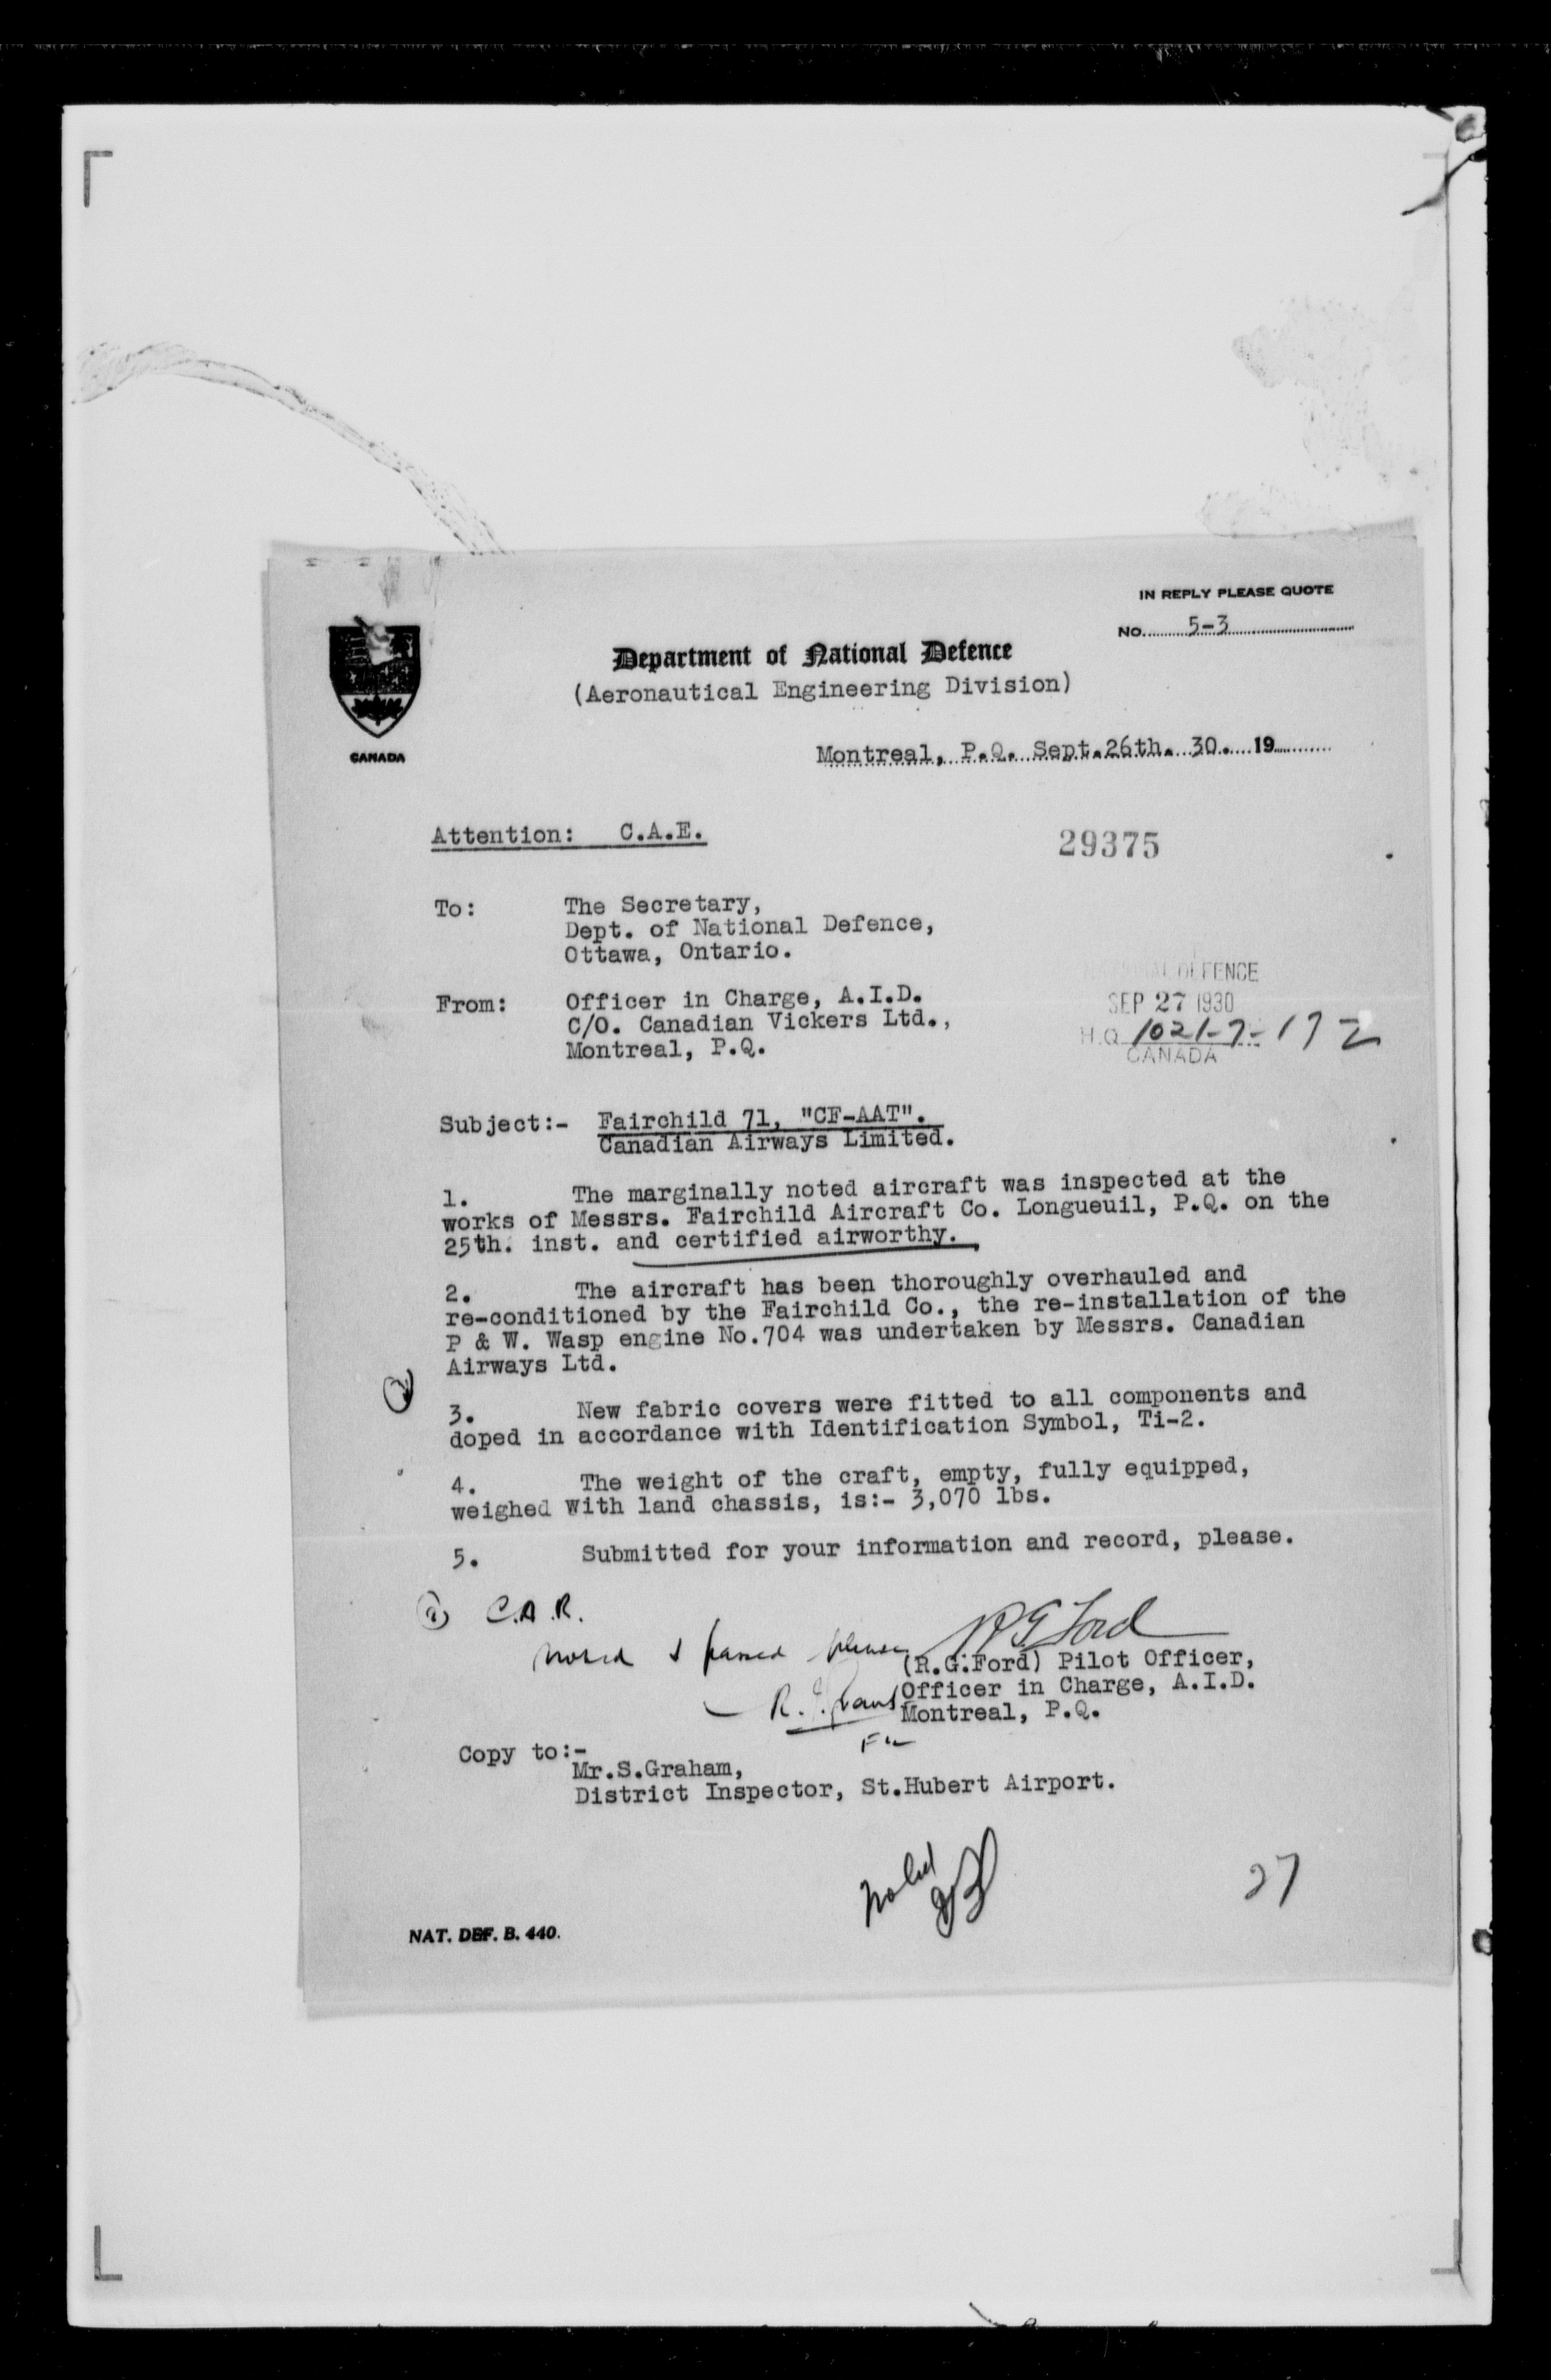 IN REPLY PLEASE QUOTE
No. 5-3
Department of National Defence
(Aeronautical Engineering Division)
CANADA
Montreal, P.Q. Sept.26th. 30. 19
Attention: C.A.E.
29375
To: The Secretary,
Dept. of National Defence,
Ottawa, Ontario.
NATIONAL DEFENCE
SEP 27 1930
H.Q. 1021-7-172
CANADA
From: Officer in Charge, A.I.D.
C/O. Canadian Vickers Ltd.,
Montreal, P.Q.
Subject:- Fairchild 71, "CF-AAT".
Canadian Airways Limited.
1. The marginally noted aircraft was inspected at the
works of Messrs. Fairchild Aircraft Co. Longueuil, P.Q. on the
25th. inst. and certified airworthy.
2. The aircraft has been thoroughly overhauled and
re-conditioned by the Fairchild Co., the re-installation of the
P & W. Wasp engine No.704 was undertaken by Messrs. Canadian
Airways Ltd.
3. New fabric covers were fitted to all components and
doped in accordance with Identification Symbol, Ti-2.
4. The weight of the craft, empty, fully equipped,
weighed with land chassis, is:- 3,070 lbs.
5. Submitted for your information and record, please.
C.A.R.
noted & passed please
RG Ford
(R.G.Ford) Pilot Officer,
Officer in Charge, A.I.D.
Montreal, P.Q.
Copy to:-
Mr.S.Graham,
District Inspector, St.Hubert Airport.
Noted
27
NAT. DEF. B. 440.